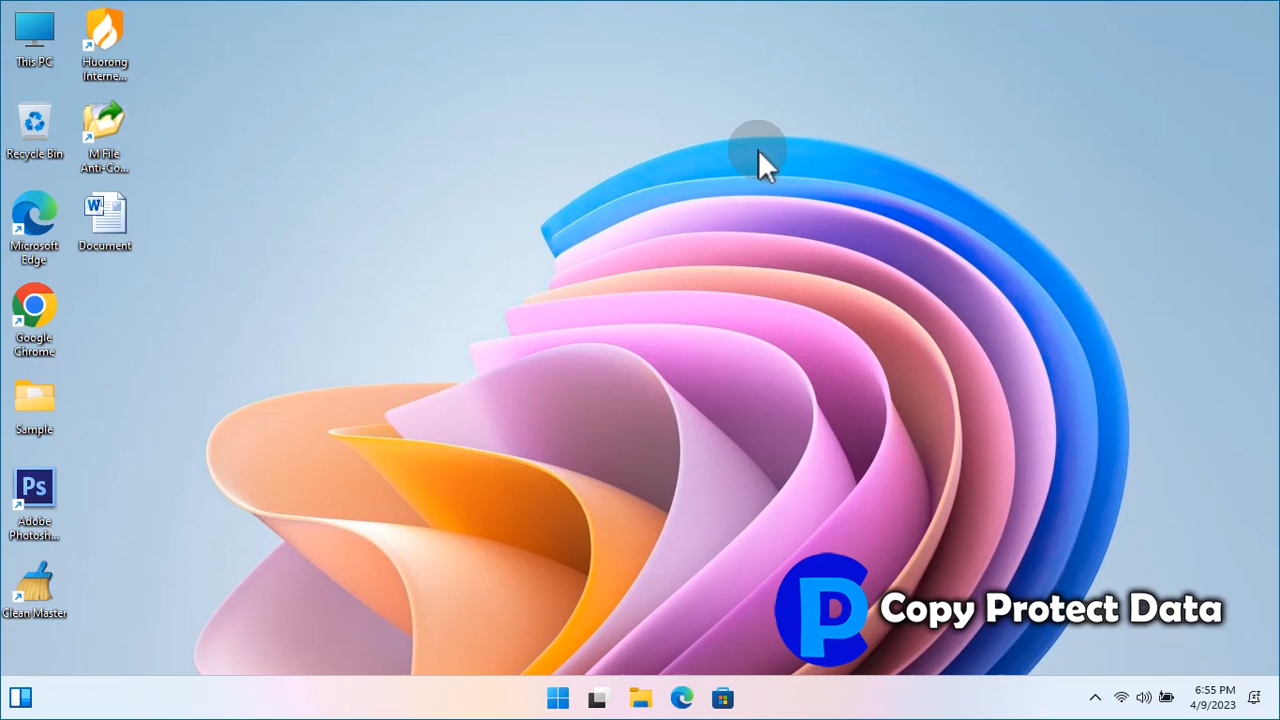 This PC
Huorong
Interne...
Recycle Bin
M File
Anti-Co...
Microsoft
Edge
W
Document
Google
Chrome
Sample
Ps
Adobe
Photosh...
Clean Master
Copy Protect Data
6:55 PM
4/9/2023